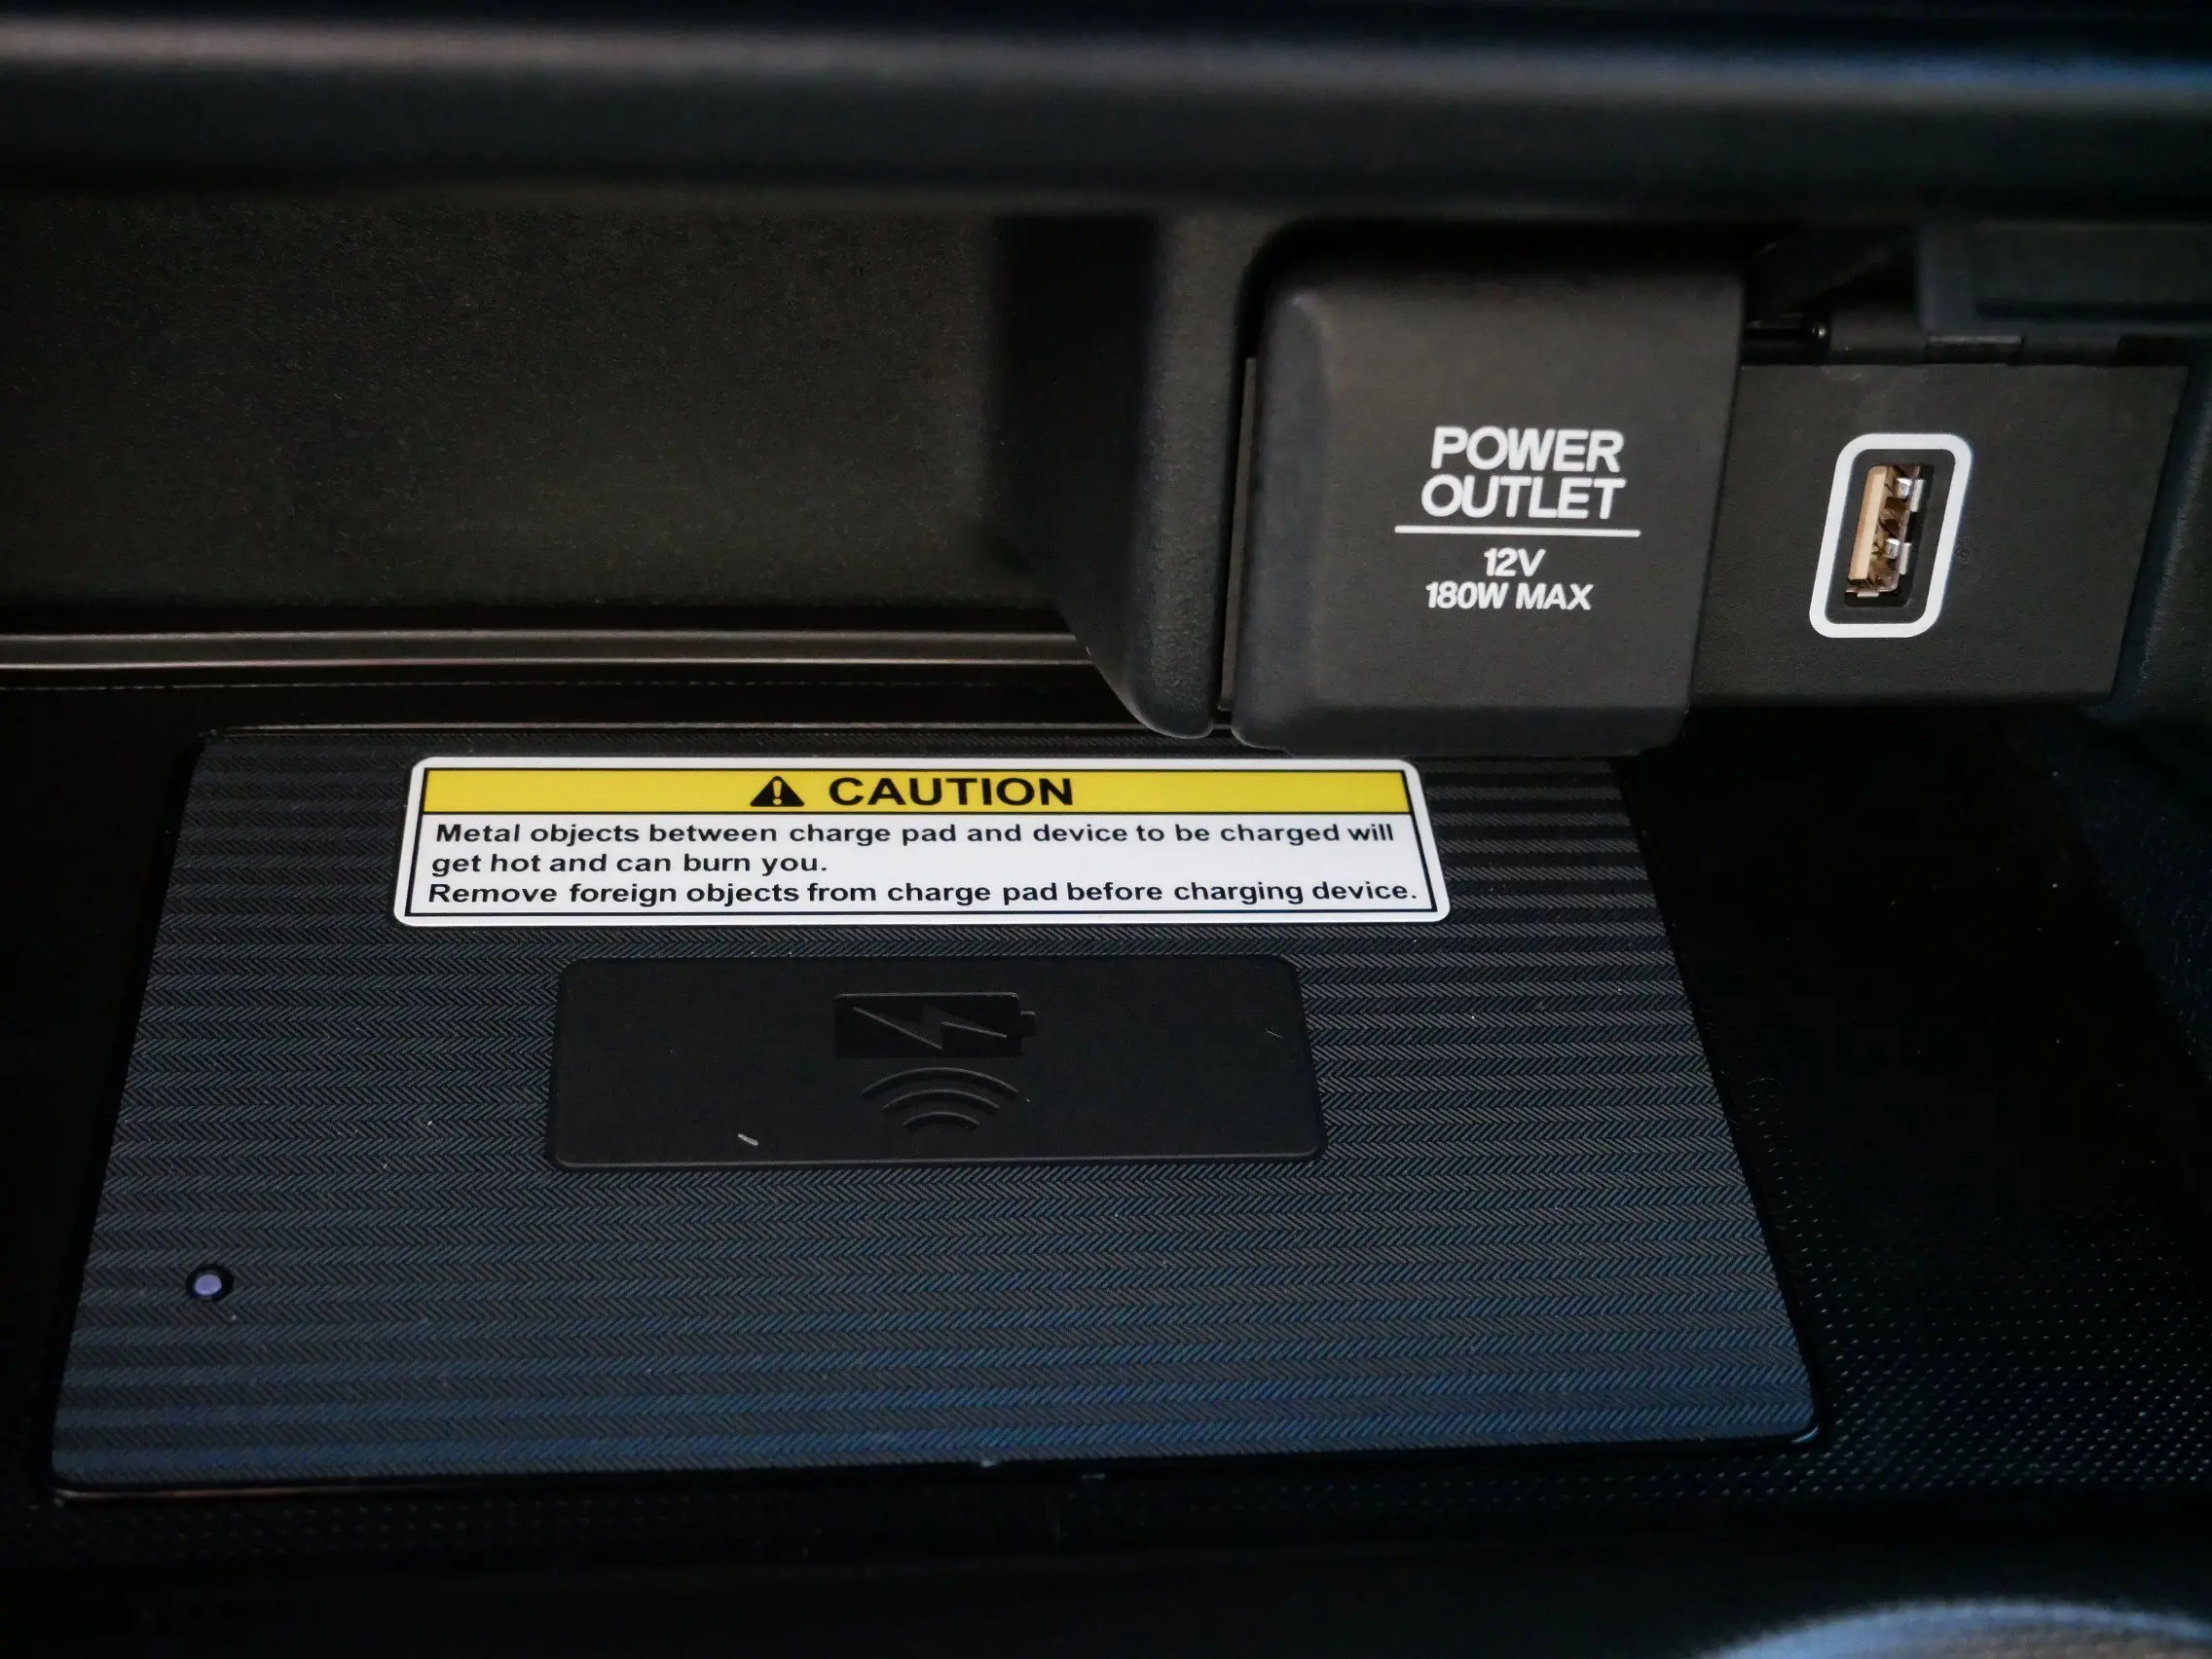 POWER
OUTLET
12V
180W MAX
CAUTION
Metal objects between charge pad and device to be charged will
get hot and can burn you.
Remove foreign objects from charge pad before charging device.